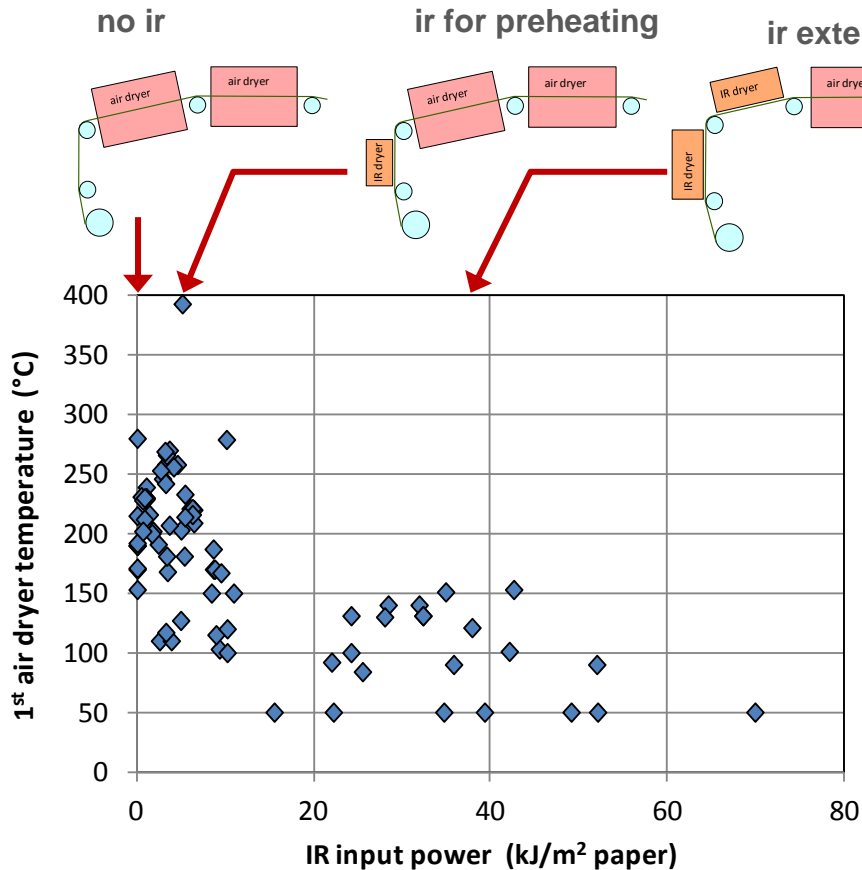 no ir
ir for preheating
ir exte
air dryer
air dryer
air dryer
air dryer
IR dryer
IR dryer
IR dryer
air drye
400
350
300
250
200
150
100
50
0
1st air dryer temperature (°C)
0 20 40 60 80
IR input power (kJ/m² paper)